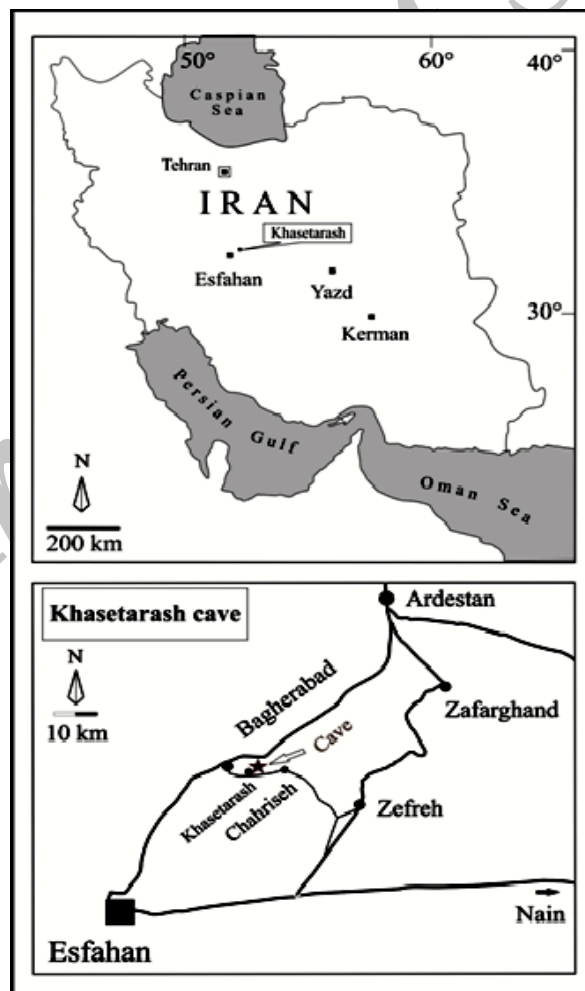 50°
60°
40°
Caspian
Sea
Tehran
IRAN
Khasetarash
Esfahan
Yazd
Kerman
30°
Persian Gulf
Oman Sea
N
200 km
Khasetarash cave
N
10 km
Ardestan
Bagherabad
Zafarghand
Cave
Khasetarash
Chahriseh
Zefreh
Nain
Esfahan